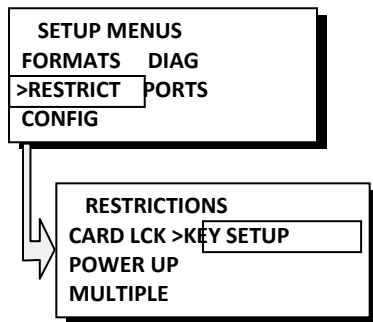 SETUP MENUS
FORMATS DIAG
>RESTRICT PORTS
CONFIG
RESTRICTIONS
CARD LCK >KEY SETUP
POWER UP
MULTIPLE